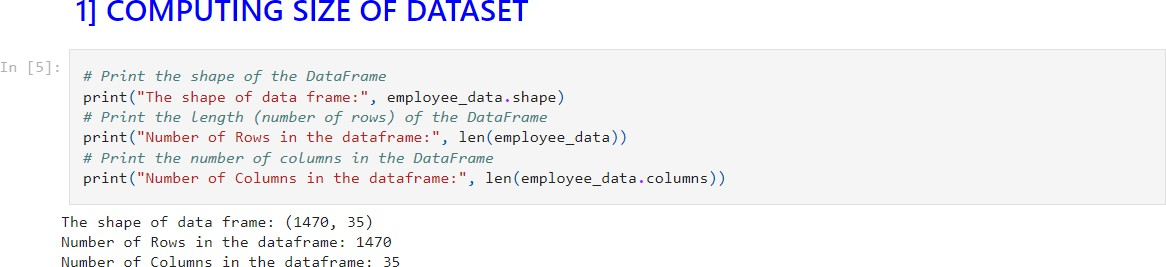 1] COMPUTING SIZE OF DATASET
In [5]:
# Print the shape of the DataFrame
print("The shape of data frame:", employee_data.shape)
# Print the Length (number of rows) of the DataFrame
print("Number of Rows in the dataframe:", len(employee_data))
# Print the number of columns in the DataFrame
print("Number of Columns in the dataframe:", len(employee_data.columns))
The shape of data frame: (1470, 35)
Number of Rows in the dataframe: 1470
Number of Columns in the dataframe: 35